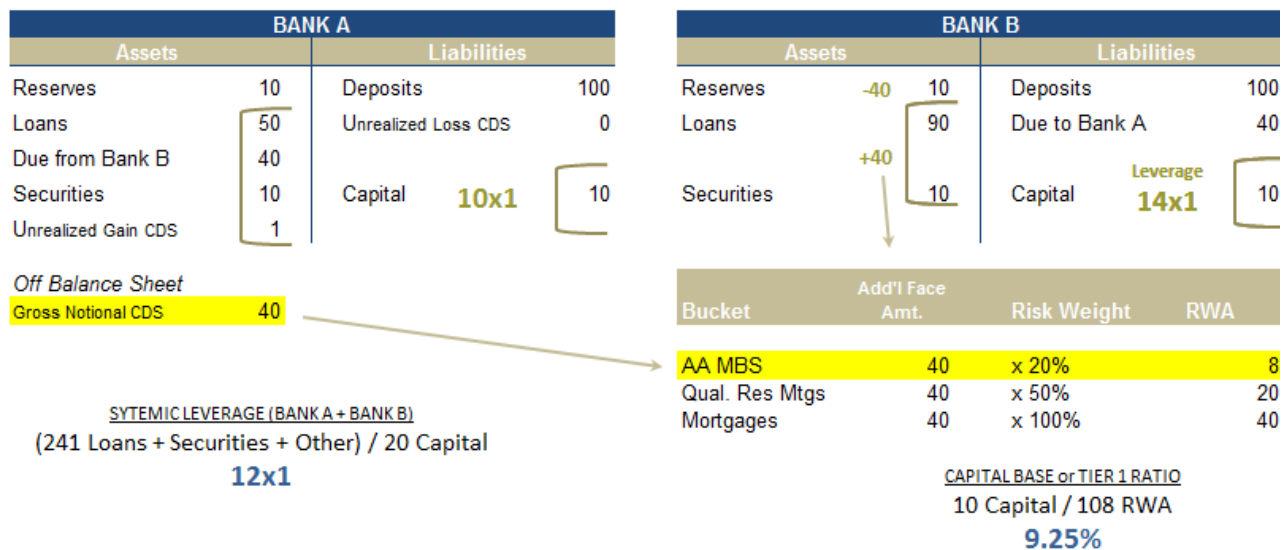 BANK A
Assets Liabilities
Reserves 10 Deposits 100
Loans 50 Unrealized Loss CDS 0
Due from Bank B 40
Securities 10 Capital 10x1 10
Unrealized Gain CDS 1
Off Balance Sheet
Gross Notional CDS 40
SYTEMIC LEVERAGE (BANK A + BANK B)
(241 Loans + Securities + Other) / 20 Capital
12x1
BANK B
Assets Liabilities
Reserves -40 10 Deposits 100
Loans 90 Due to Bank A 40
+40
Leverage
Securities 10 Capital 14x1 10
Add'l Face
Bucket Amt. Risk Weight RWA
AA MBS 40 x 20% 8
Qual. Res Mtgs 40 x 50% 20
Mortgages 40 x 100% 40
CAPITAL BASE or TIER 1 RATIO
10 Capital / 108 RWA
9.25%